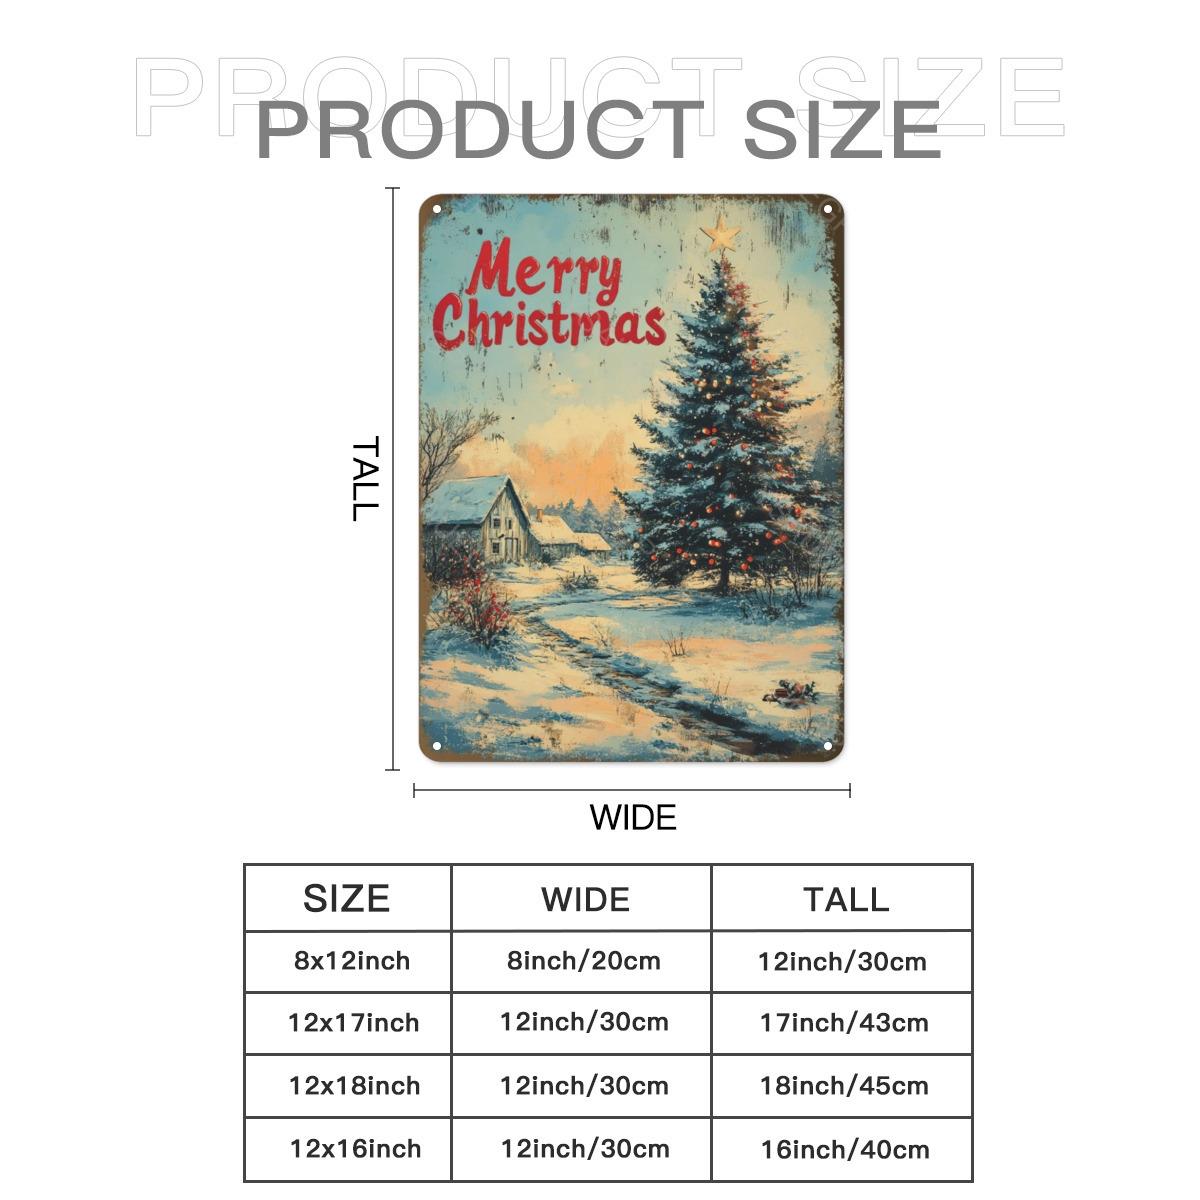 PRODUCT SIZE
PRODUCT SIZE
Merry
Christmas
TALL
WIDE
SIZE WIDE TALL
8x12inch 8inch/20cm 12inch/30cm
12x17inch 12inch/30cm 17inch/43cm
12x18inch 12inch/30cm 18inch/45cm
12x16inch 12inch/30cm 16inch/40cm